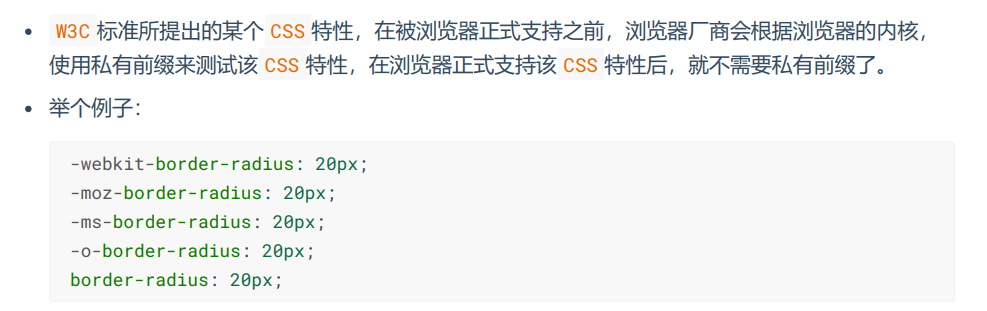 W3C 标准所提出的某个 CSS 特性，在被浏览器正式支持之前，浏览器厂商会根据浏览器的内核，
使用私有前缀来测试该 CSS 特性，在浏览器正式支持该 CSS 特性后，就不需要私有前缀了。
举个例子：
-webkit-border-radius: 20px;
-moz-border-radius: 20px;
-ms-border-radius: 20px;
-o-border-radius: 20px;
border-radius: 20px;